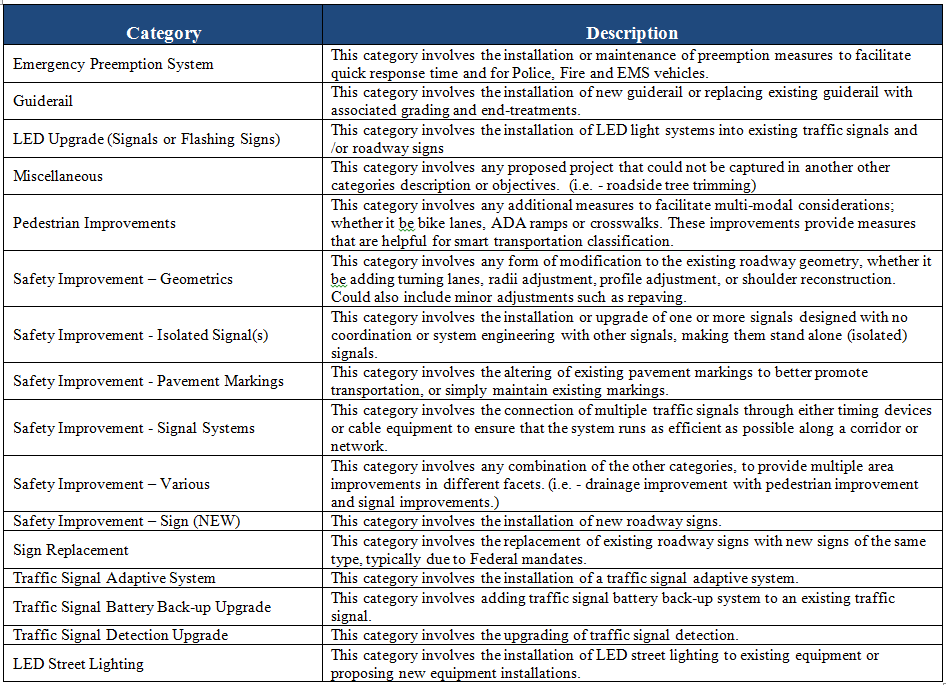 Category Description
Emergency Preemption System
This category involves the installation or maintenance of preemption measures to facilitate
quick response time and for Police, Fire and EMS vehicles.
Guiderail
This category involves the installation of new guiderail or replacing existing guiderail with
associated grading and end-treatments.
LED Upgrade (Signals or Flashing Signs)
This category involves the installation of LED light systems into existing traffic signals and
/or roadway signs
Miscellaneous
This category involves any proposed project that could not be captured in another other
categories description or objectives. (i.e. - roadside tree trimming)
Pedestrian Improvements
This category involves any additional measures to facilitate multi-modal considerations;
whether it be bike lanes, ADA ramps or crosswalks. These improvements provide measures
that are helpful for smart transportation classification.
Safety Improvement – Geometrics
This category involves any form of modification to the existing roadway geometry, whether it
be adding turning lanes, radii adjustment, profile adjustment, or shoulder reconstruction.
Could also include minor adjustments such as repaving.
Safety Improvement - Isolated Signal(s)
This category involves the installation or upgrade of one or more signals designed with no
coordination or system engineering with other signals, making them stand alone (isolated)
signals.
Safety Improvement - Pavement Markings
This category involves the altering of existing pavement markings to better promote
transportation, or simply maintain existing markings.
Safety Improvement - Signal Systems
This category involves the connection of multiple traffic signals through either timing devices
or cable equipment to ensure that the system runs as efficient as possible along a corridor or
network.
Safety Improvement – Various
This category involves any combination of the other categories, to provide multiple area
improvements in different facets. (i.e. - drainage improvement with pedestrian improvement
and signal improvements.)
Safety Improvement – Sign (NEW)
This category involves the installation of new roadway signs.
Sign Replacement
This category involves the replacement of existing roadway signs with new signs of the same
type, typically due to Federal mandates.
Traffic Signal Adaptive System
This category involves the installation of a traffic signal adaptive system.
Traffic Signal Battery Back-up Upgrade
This category involves adding traffic signal battery back-up system to an existing traffic
signal.
Traffic Signal Detection Upgrade
This category involves the upgrading of traffic signal detection.
LED Street Lighting
This category involves the installation of LED street lighting to existing equipment or
proposing new equipment installations.